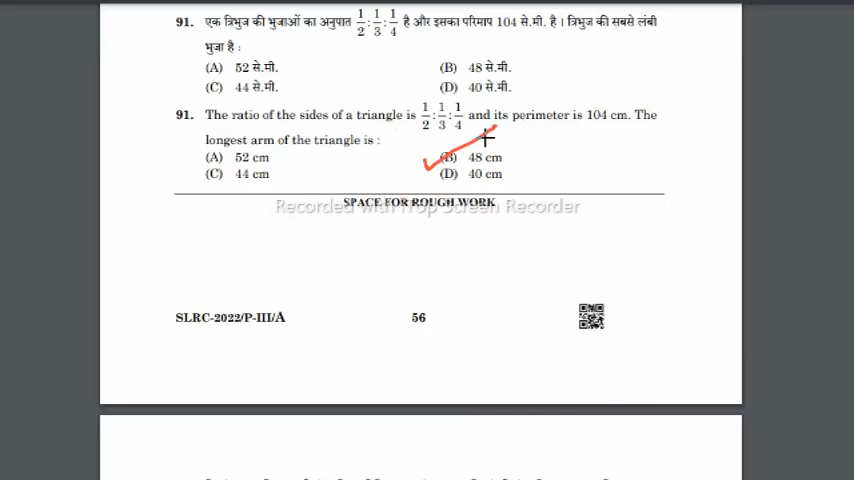 91. एक त्रिभुज की भुजाओं का अनुपात 1/2 : 1/3 : 1/4 है और इसका परिमाप 104 से.मी. है। त्रिभुज की सबसे लंबी
भुजा है :
(A) 52 से.मी. (B) 48 से.मी.
(C) 44 से.मी. (D) 40 से.मी.
91. The ratio of the sides of a triangle is 1/2 : 1/3 : 1/4 and its perimeter is 104 cm. The
longest arm of the triangle is :
(A) 52 cm (B) 48 cm
(C) 44 cm (D) 40 cm
SPACE FOR ROUGH WORK
Recorded with iTop Screen Recorder
SLRC-2022/P-III/A 56